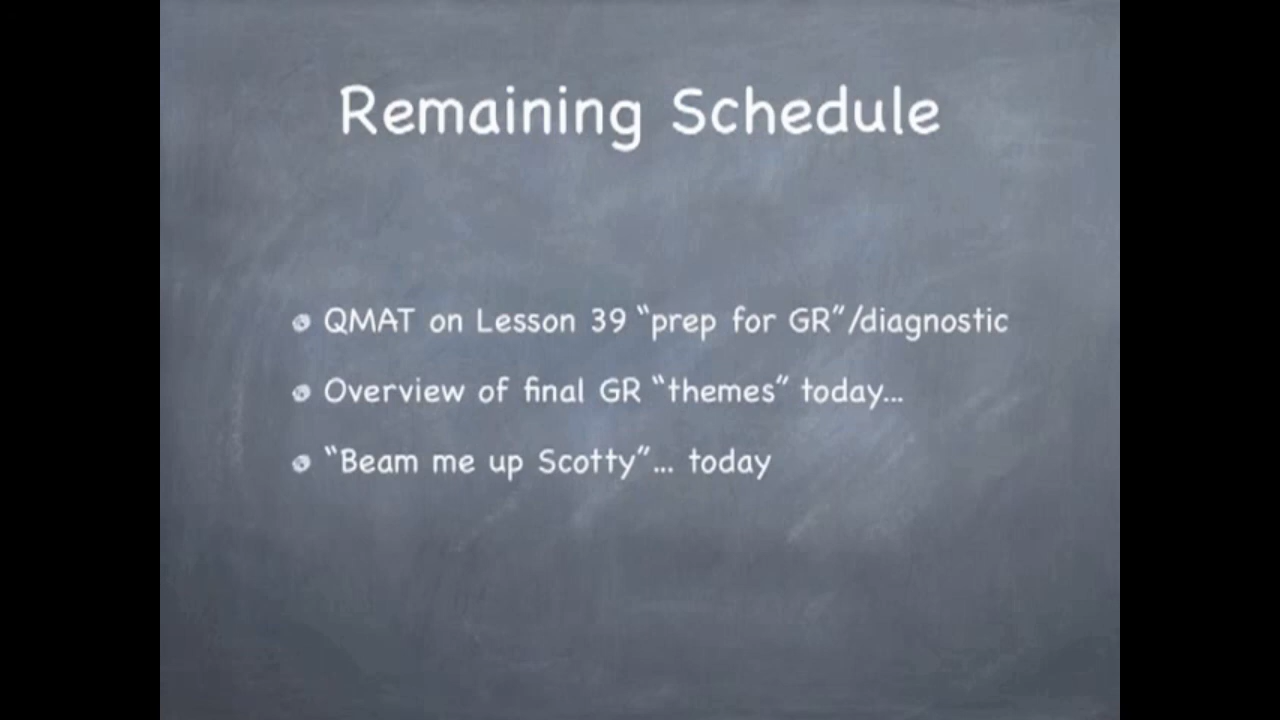 Remaining Schedule
QMAT on Lesson 39 “prep for GR”/diagnostic
Overview of final GR “themes” today...
“Beam me up Scotty”... today